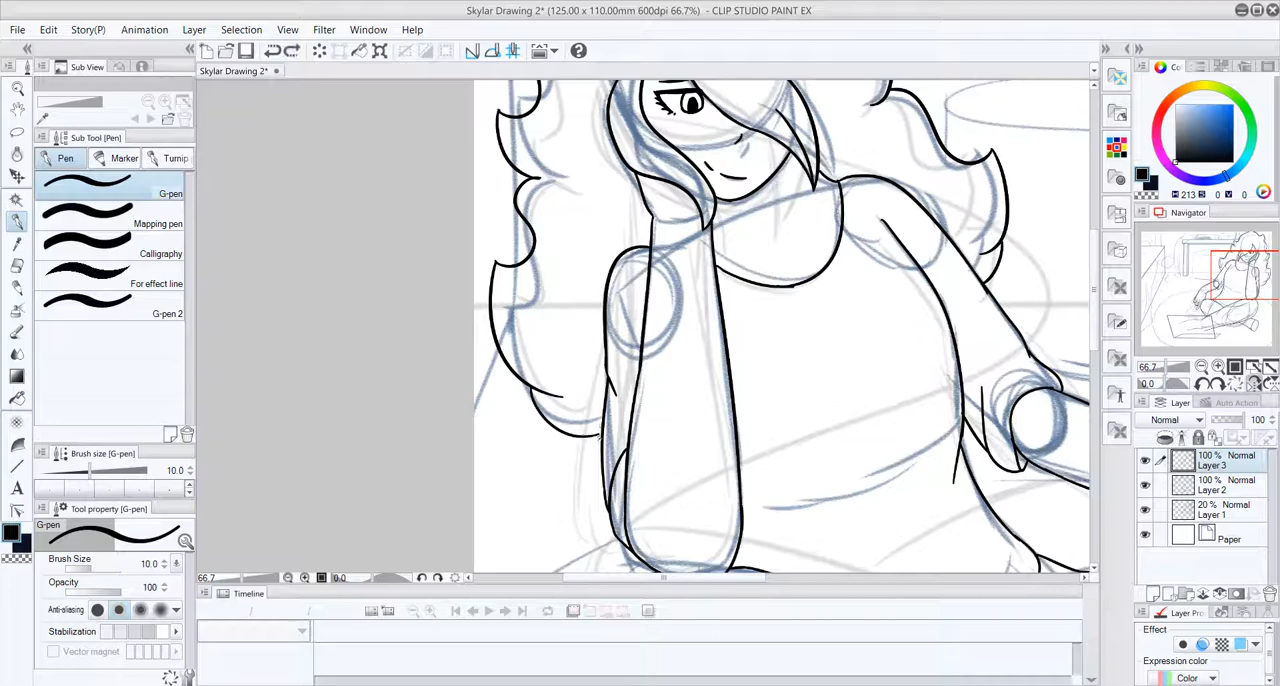 Skylar Drawing 2* (125.00 x 110.00mm 600dpi 66.7%) - CLIP STUDIO PAINT EX
File Edit Story(P) Animation Layer Selection View Filter Window Help
Sub View
Skylar Drawing 2*
Sub Tool [Pen]
Pen Marker Turnip
G-pen
Mapping pen
Calligraphy
For effect line
G-pen 2
Brush size [G-pen]
10.0
Tool property [G-pen]
G-pen
Brush Size 10.0
Opacity 100
Anti-aliasing
Stabilization
Vector magnet
66.7 0.0
Timeline
Co
H 213 S 0 V 0
Navigator
66.7
0.0
Layer Auto Action
Normal 100
100 % Normal
Layer 3
100 % Normal
Layer 2
20 % Normal
Layer 1
Paper
Layer Pro
Effect
Expression color
Color